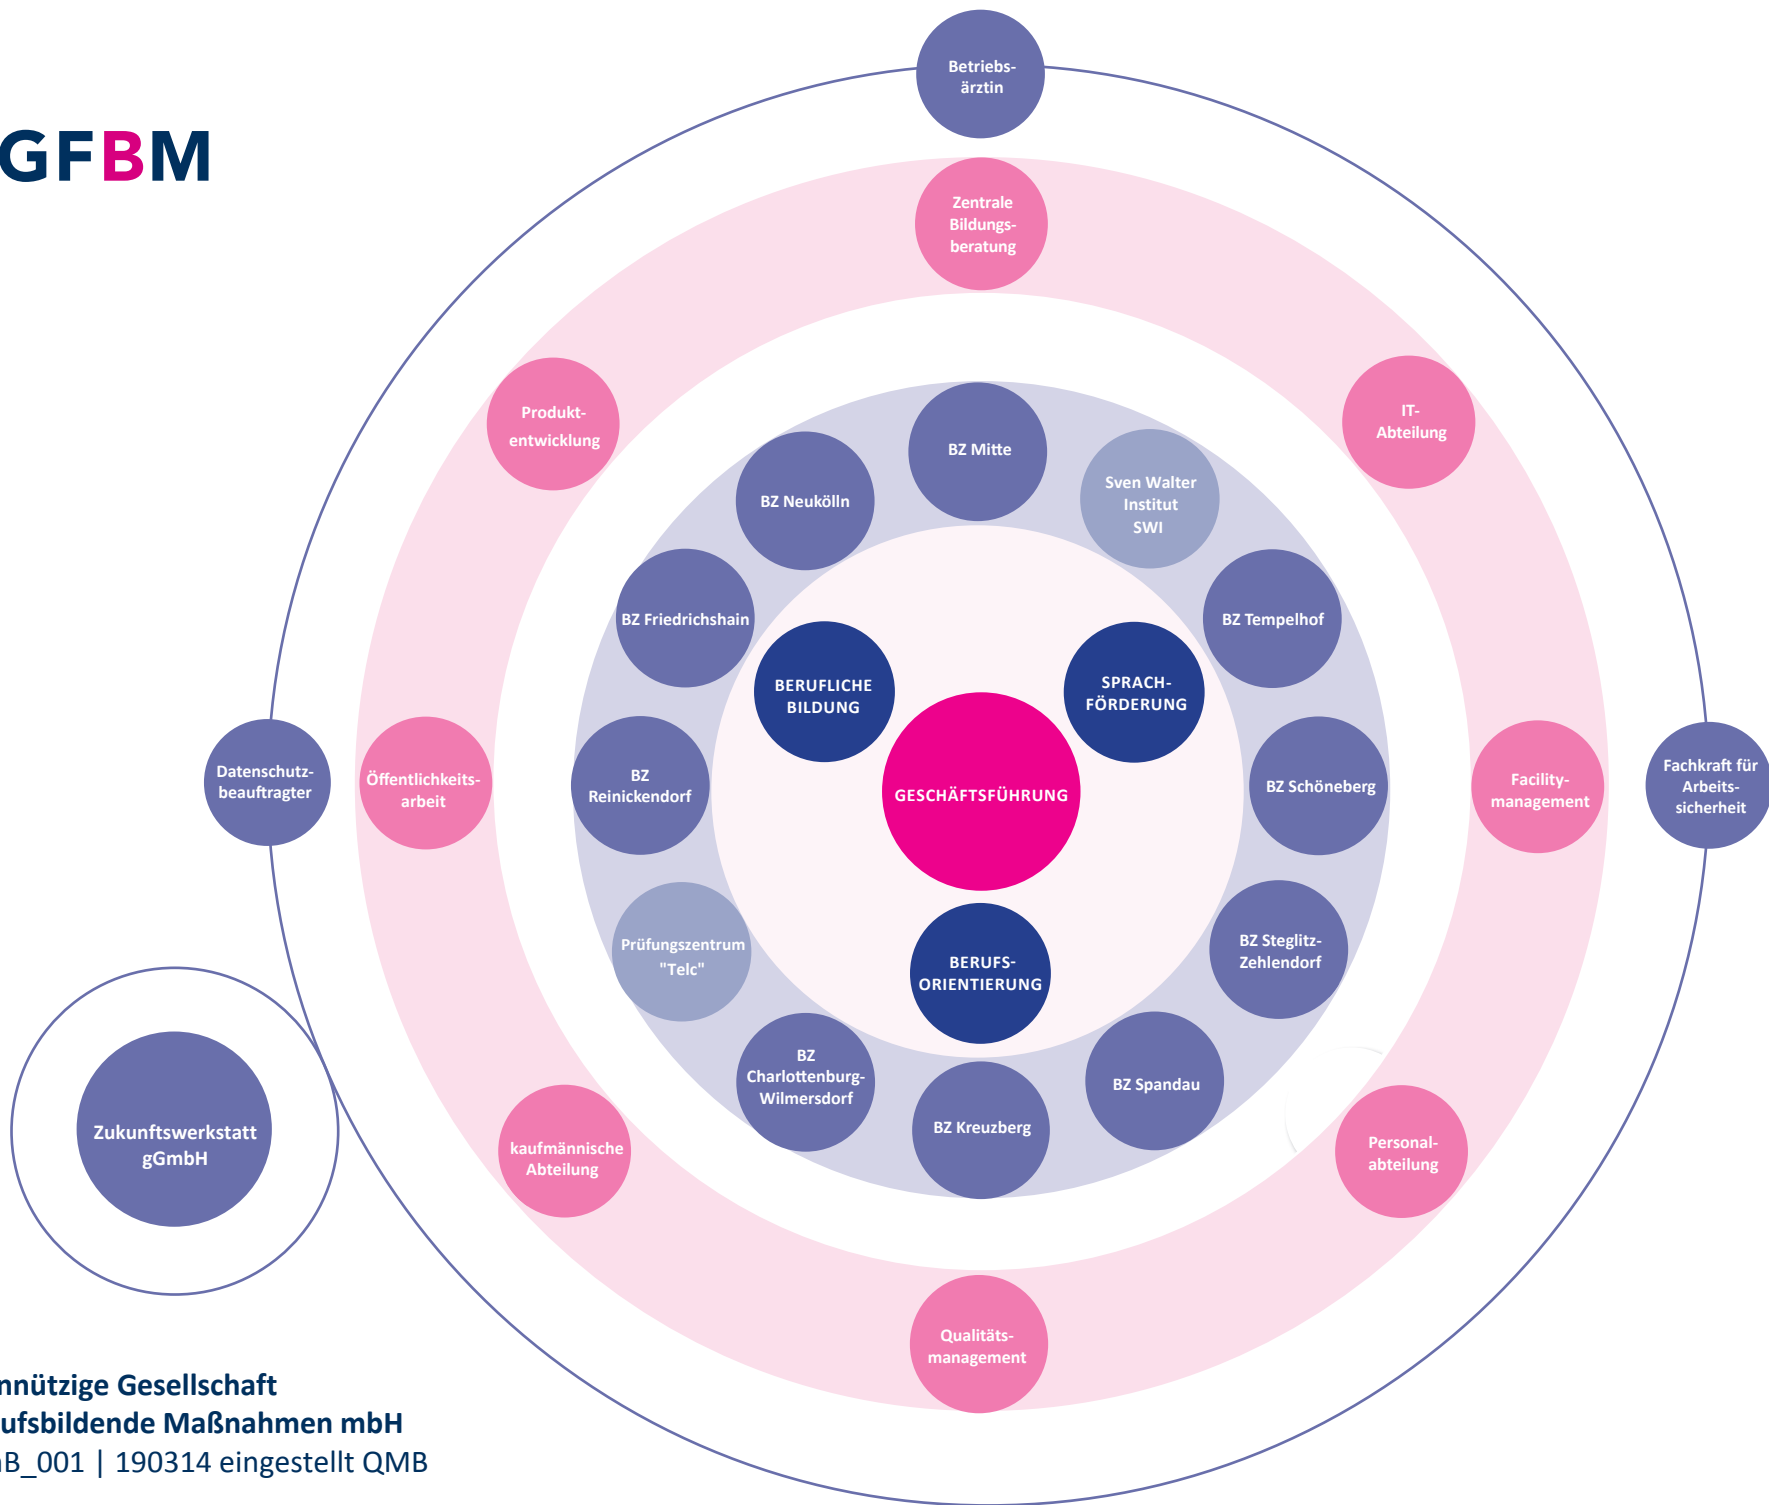 Betriebs-
ärztin
GFBM
Zentrale
Bildungs-
beratung
Produkt-
entwicklung
IT-
Abteilung
BZ Mitte
BZ Neukölln
Sven Walter
Institut
SWI
BZ Friedrichshain
BZ Tempelhof
BERUFLICHE
BILDUNG
SPRACH-
FÖRDERUNG
Datenschutz-
beauftragter
Öffentlichkeits-
arbeit
BZ
Reinickendorf
GESCHÄFTSFÜHRUNG
BZ Schöneberg
Facility-
management
Fachkraft für
Arbeits-
sicherheit
Prüfungszentrum
"Telc"
BERUFS-
ORIENTIERUNG
BZ Steglitz-
Zehlendorf
BZ
Charlottenburg-
Wilmersdorf
BZ Kreuzberg
BZ Spandau
Zukunftswerkstatt
gGmbH
kaufmännische
Abteilung
Personal-
abteilung
Qualitäts-
management
nnützige Gesellschaft
ufsbildende Maßnahmen mbH
B_001 | 190314 eingestellt QMB